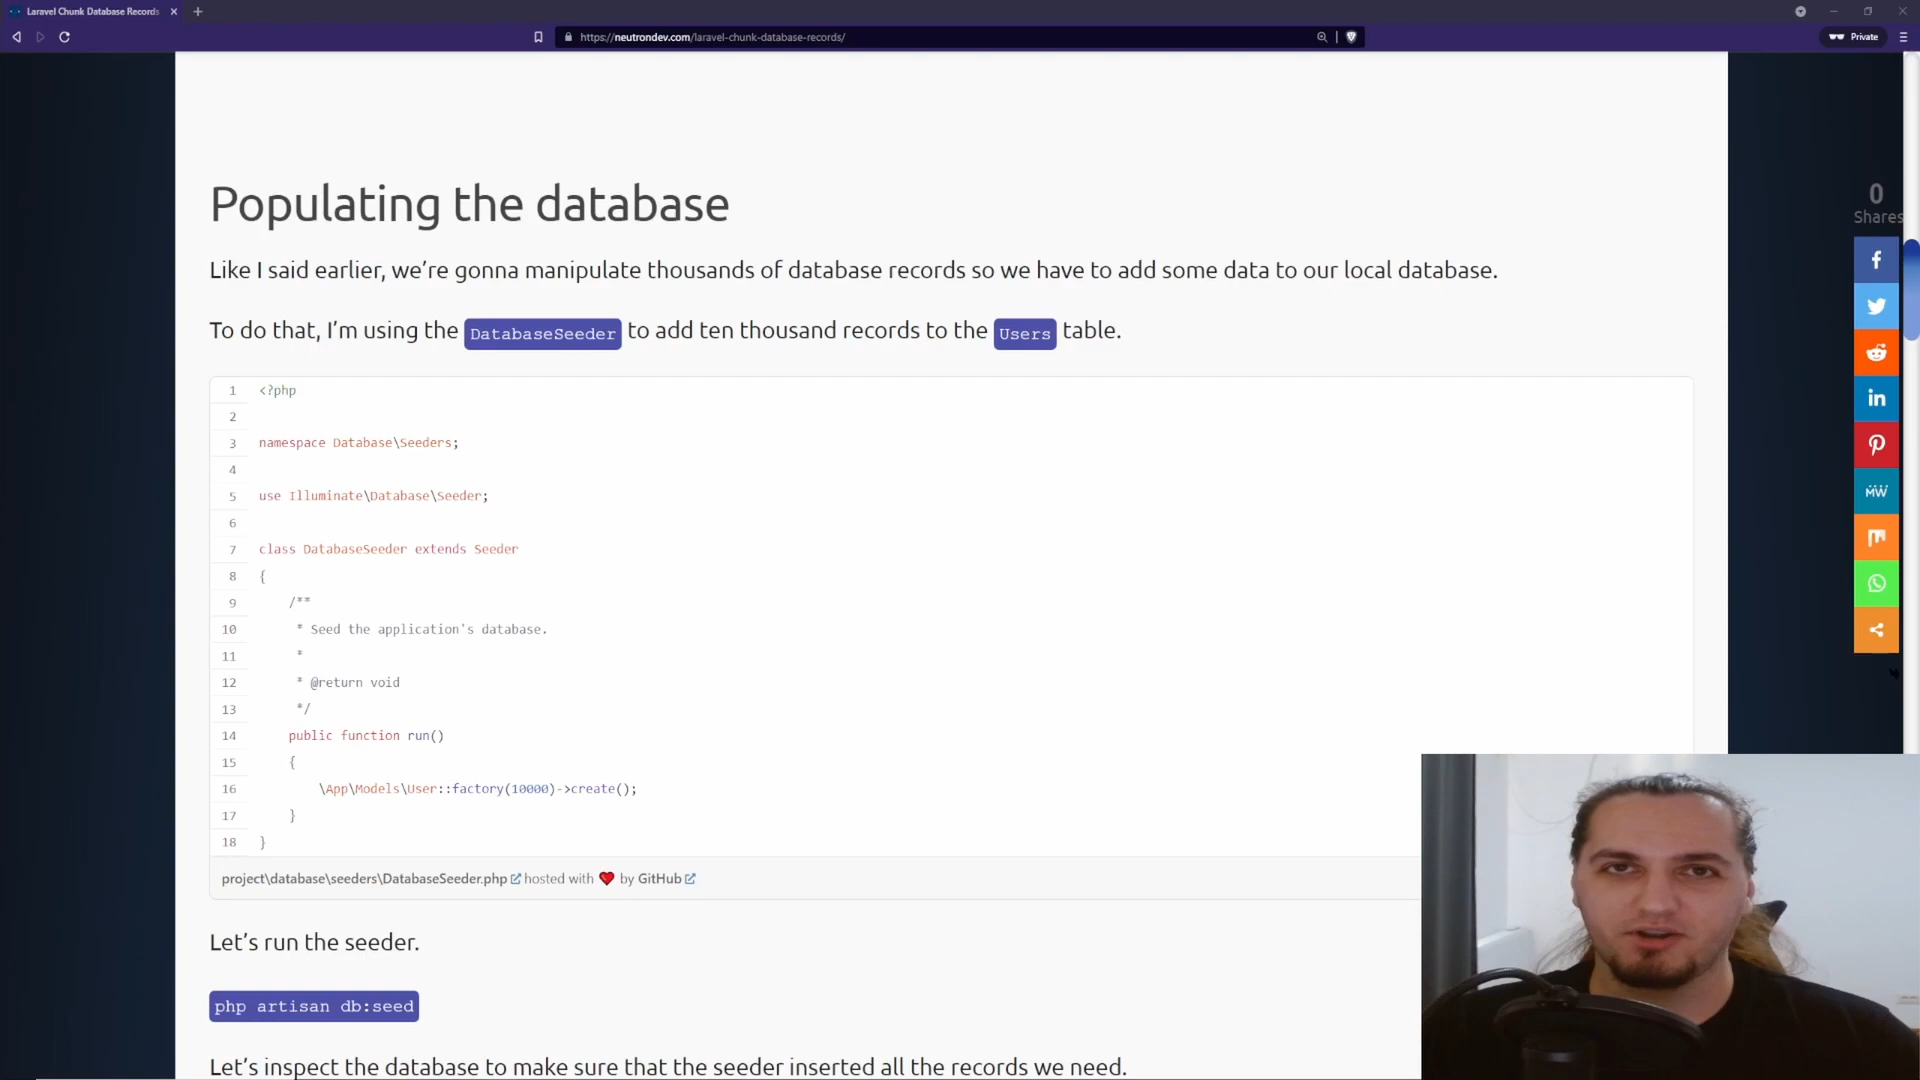 Laravel Chunk Database Records
https://neutrondev.com/laravel-chunk-database-records/
Private
Populating the database
Like I said earlier, we’re gonna manipulate thousands of database records so we have to add some data to our local database.
To do that, I’m using the DatabaseSeeder to add ten thousand records to the Users table.
1 <?php
2
3 namespace Database\Seeders;
4
5 use Illuminate\Database\Seeder;
6
7 class DatabaseSeeder extends Seeder
8 {
9 /**
10 * Seed the application's database.
11 *
12 * @return void
13 */
14 public function run()
15 {
16 \App\Models\User::factory(10000)->create();
17 }
18 }
project\database\seeders\DatabaseSeeder.php hosted with ❤ by GitHub
Let’s run the seeder.
php artisan db:seed
Let’s inspect the database to make sure that the seeder inserted all the records we need.
0
Shares
f
in
MW